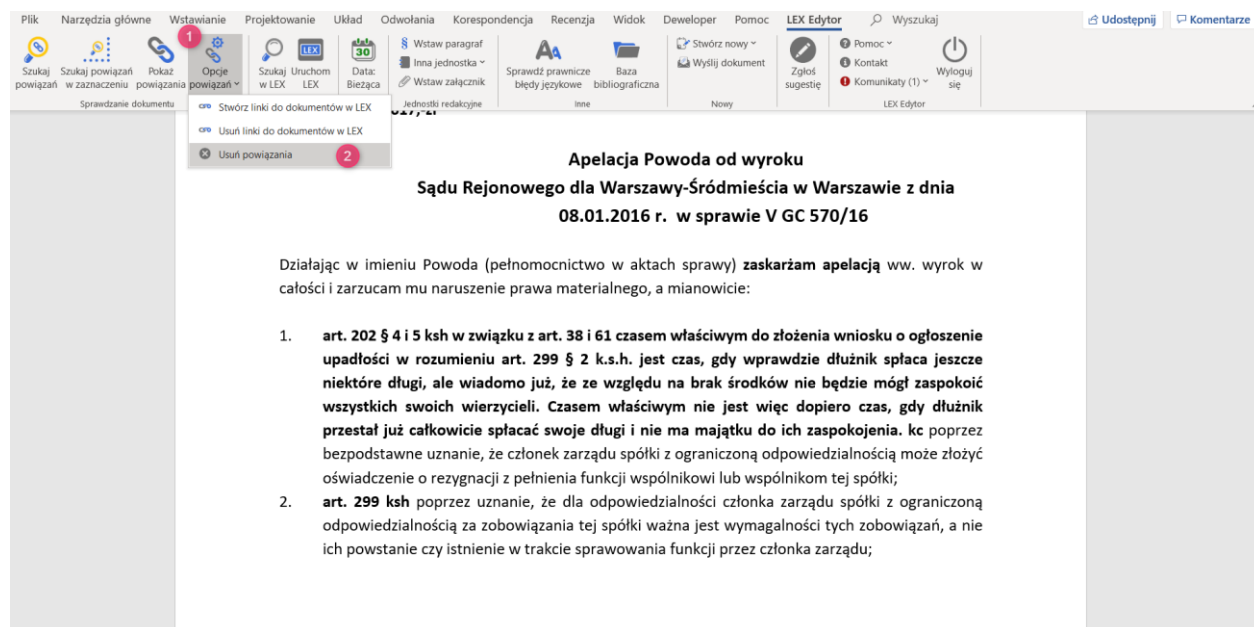 Plik Narzędzia główne Wstawianie Projektowanie Układ Odwołania Korespondencja Recenzja Widok Deweloper Pomoc LEX Edytor Wyszukaj Udostępnij Komentarze
1
Szukaj powiązań
Szukaj powiązań w zaznaczeniu
Pokaż powiązania
Opcje powiązań
Szukaj w LEX
LEX
Uruchom LEX
30
Data: Bieżąca
§ Wstaw paragraf
Inna jednostka
Wstaw załącznik
Sprawdź prawnicze błędy językowe
Baza bibliograficzna
Stwórz nowy
Wyślij dokument
Zgłoś sugestię
Pomoc
Kontakt
Komunikaty (1)
Wyloguj się
Sprawdzanie dokumentu
Jednostki redakcyjne
Inne
Nowy
LEX Edytor
Stwórz linki do dokumentów w LEX
Usuń linki do dokumentów w LEX
Usuń powiązania 2
Apelacja Powoda od wyroku
Sądu Rejonowego dla Warszawy-Śródmieścia w Warszawie z dnia
08.01.2016 r. w sprawie V GC 570/16
Działając w imieniu Powoda (pełnomocnictwo w aktach sprawy) zaskarżam apelacją ww. wyrok w
całości i zarzucam mu naruszenie prawa materialnego, a mianowicie:
1. art. 202 § 4 i 5 ksh w związku z art. 38 i 61 czasem właściwym do złożenia wniosku o ogłoszenie
upadłości w rozumieniu art. 299 § 2 k.s.h. jest czas, gdy wprawdzie dłużnik spłaca jeszcze
niektóre długi, ale wiadomo już, że ze względu na brak środków nie będzie mógł zaspokoić
wszystkich swoich wierzycieli. Czasem właściwym nie jest więc dopiero czas, gdy dłużnik
przestał już całkowicie spłacać swoje długi i nie ma majątku do ich zaspokojenia. kc poprzez
bezpodstawne uznanie, że członek zarządu spółki z ograniczoną odpowiedzialnością może złożyć
oświadczenie o rezygnacji z pełnienia funkcji wspólnikowi lub wspólnikom tej spółki;
2. art. 299 ksh poprzez uznanie, że dla odpowiedzialności członka zarządu spółki z ograniczoną
odpowiedzialnością za zobowiązania tej spółki ważna jest wymagalności tych zobowiązań, a nie
ich powstanie czy istnienie w trakcie sprawowania funkcji przez członka zarządu;